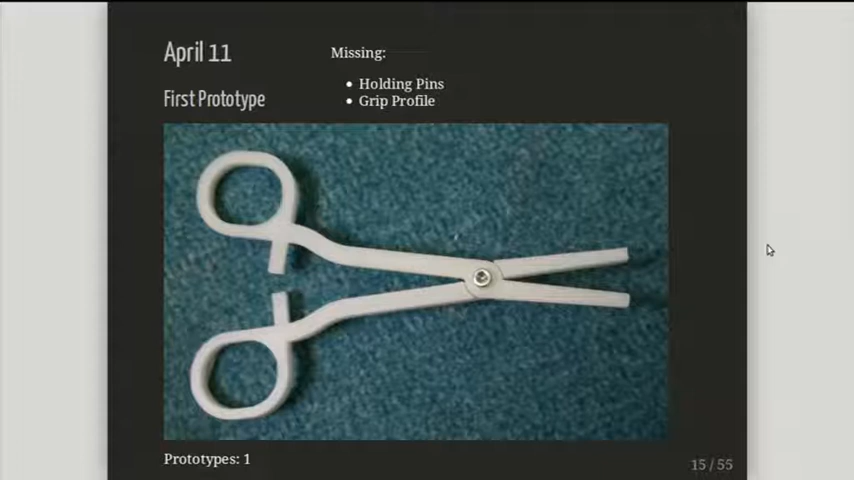 April 11
First Prototype
Missing:
• Holding Pins
• Grip Profile
Prototypes: 1
15 / 55